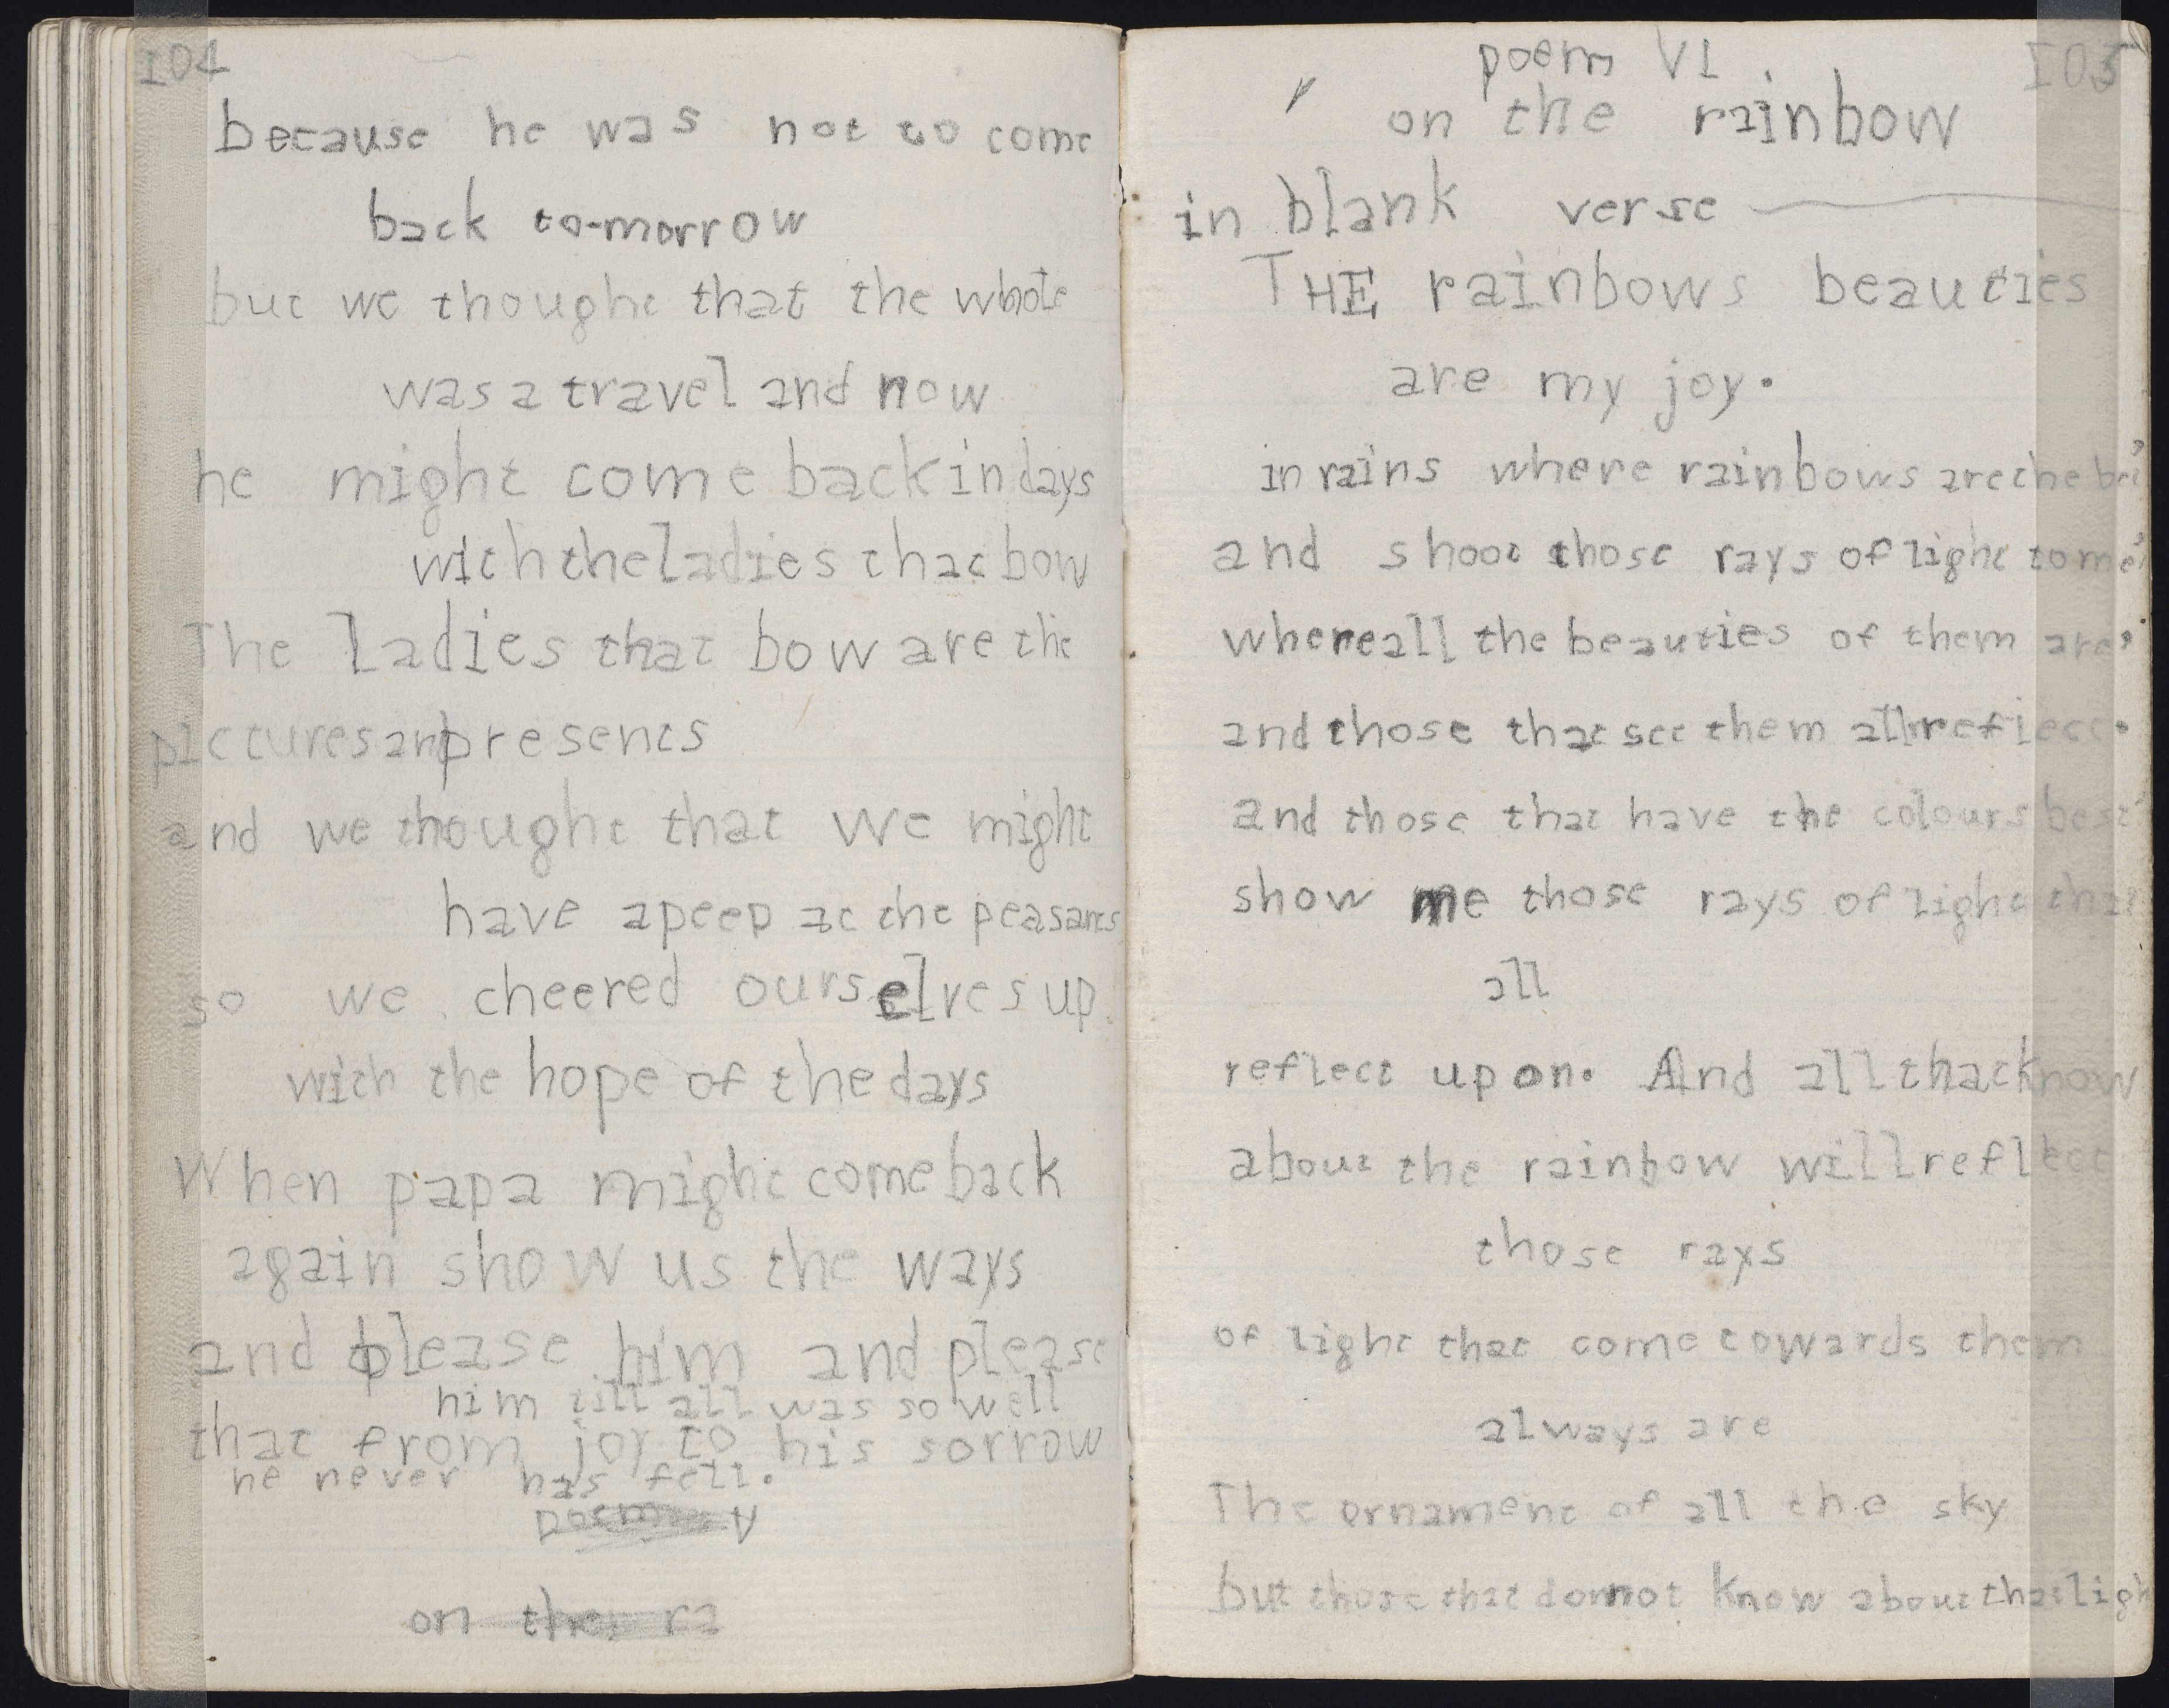 104
because he was not to come
back to-morrow
but we thought that the whole
was a travel and now
he might come back in days
with the ladies that bow
The ladies that bow are the
pictures and presents
and we thought that we might
have a peep at the peasants
so we cheered ourselves up
with the hope of the days
When papa might come back
again show us the ways
and please him and please
him till all was so well
that from joy to his sorrow
he never has fell.
poem V
on the ra
105
poem VI.
on the rainbow
in blank verse
THE rainbows beauties
are my joy.
in rains where rainbows are the
and shoot those rays of light to me
where all the beauties of them are,
and those that see them all reflect.
and those that have the colours best
show me those rays of light that
all
reflect upon. And all that know
about the rainbow will reflect
those rays
of light that come towards them
always are
The ornament of all the sky
but those that do not know about that ligh